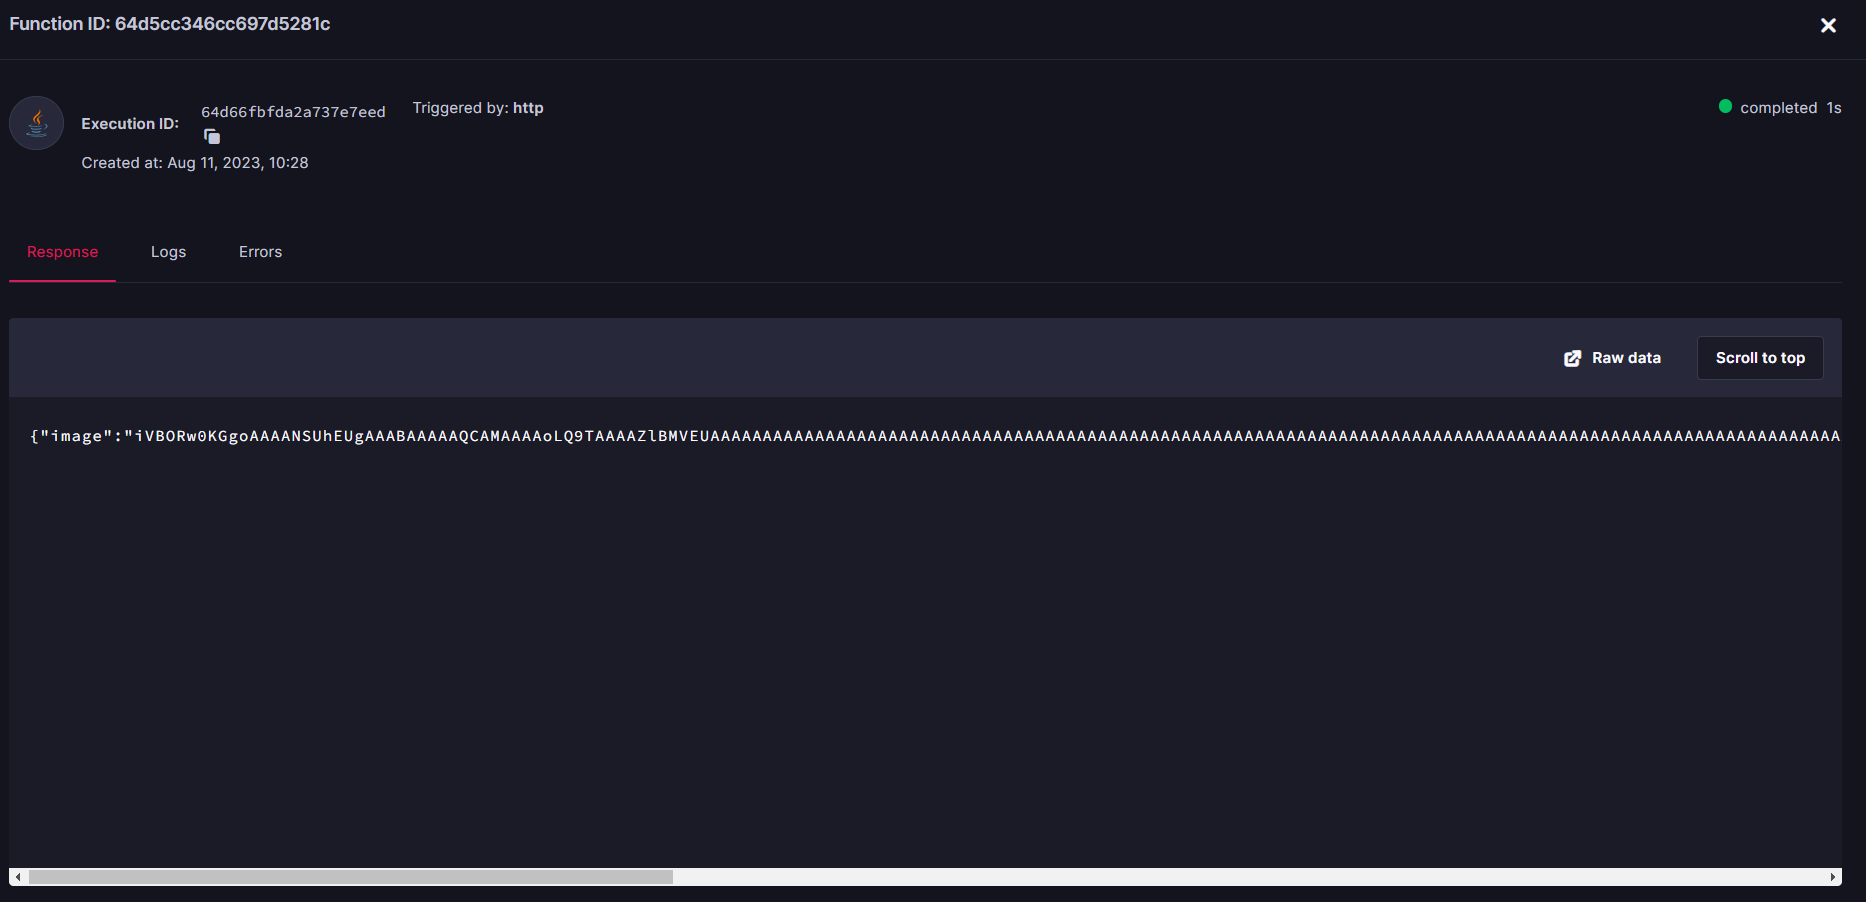 Function ID: 64d5cc346cc697d5281c
Execution ID: 64d66fbfda2a737e7eed Triggered by: http
completed 1s
Created at: Aug 11, 2023, 10:28
Response Logs Errors
Raw data Scroll to top
{"image":"iVBORw0KGgoAAAANSUhEUgAAABAAAAAQCAMAAAAoLQ9TAAAAZlBMVEUAAAAAAAAAAAAAAAAAAAAAAAAAAAAAAAAAAAAAAAAAAAAAAAAAAAAAAAAAAAAAAAAAAAAAAAAAAAAAAAAAAAAAAAAAAAAAAAAAAAAAAAAAAAAAAAAA